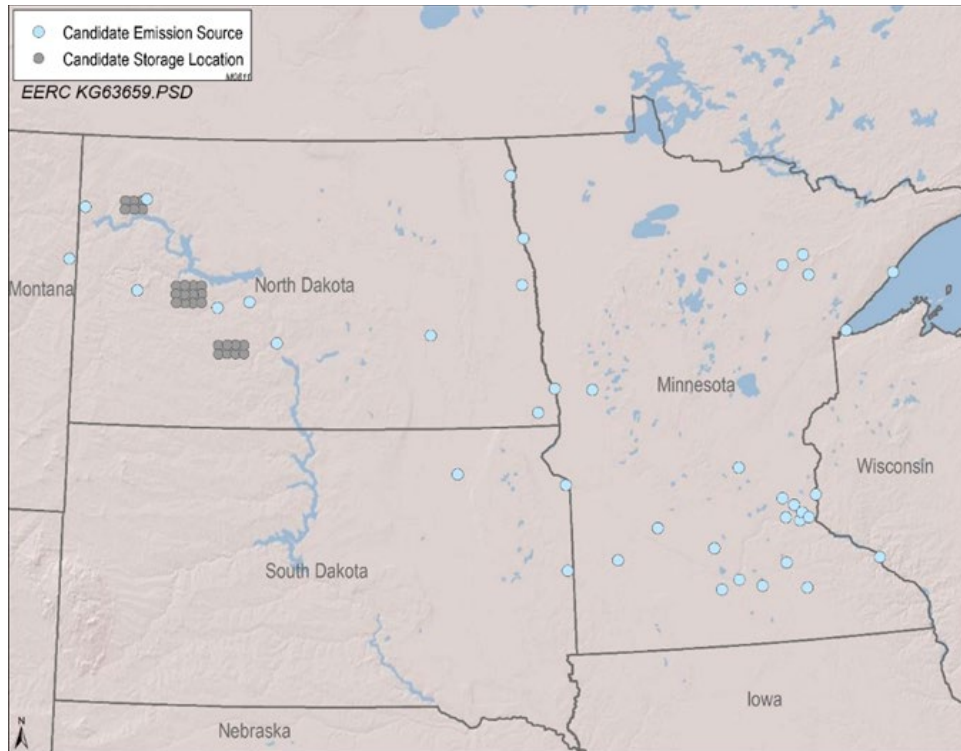 Candidate Emission Source
Candidate Storage Location
EERC KG63659.PSD
Montana
North Dakota
Minnesota
Wisconsin
South Dakota
Iowa
Nebraska
N